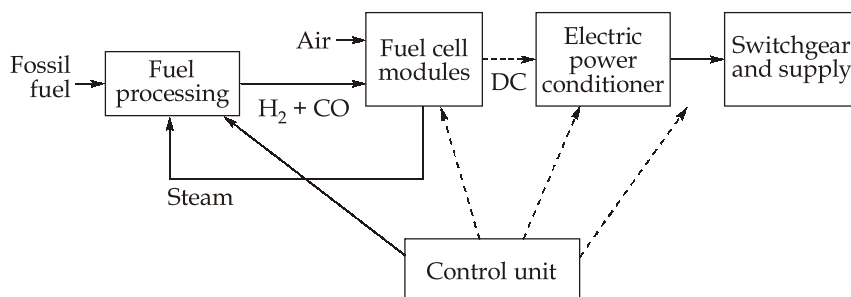 Fossil
fuel
Fuel
processing
H₂ + CO
Air
Fuel cell
modules
DC
Electric
power
conditioner
Switchgear
and supply
Steam
Control unit